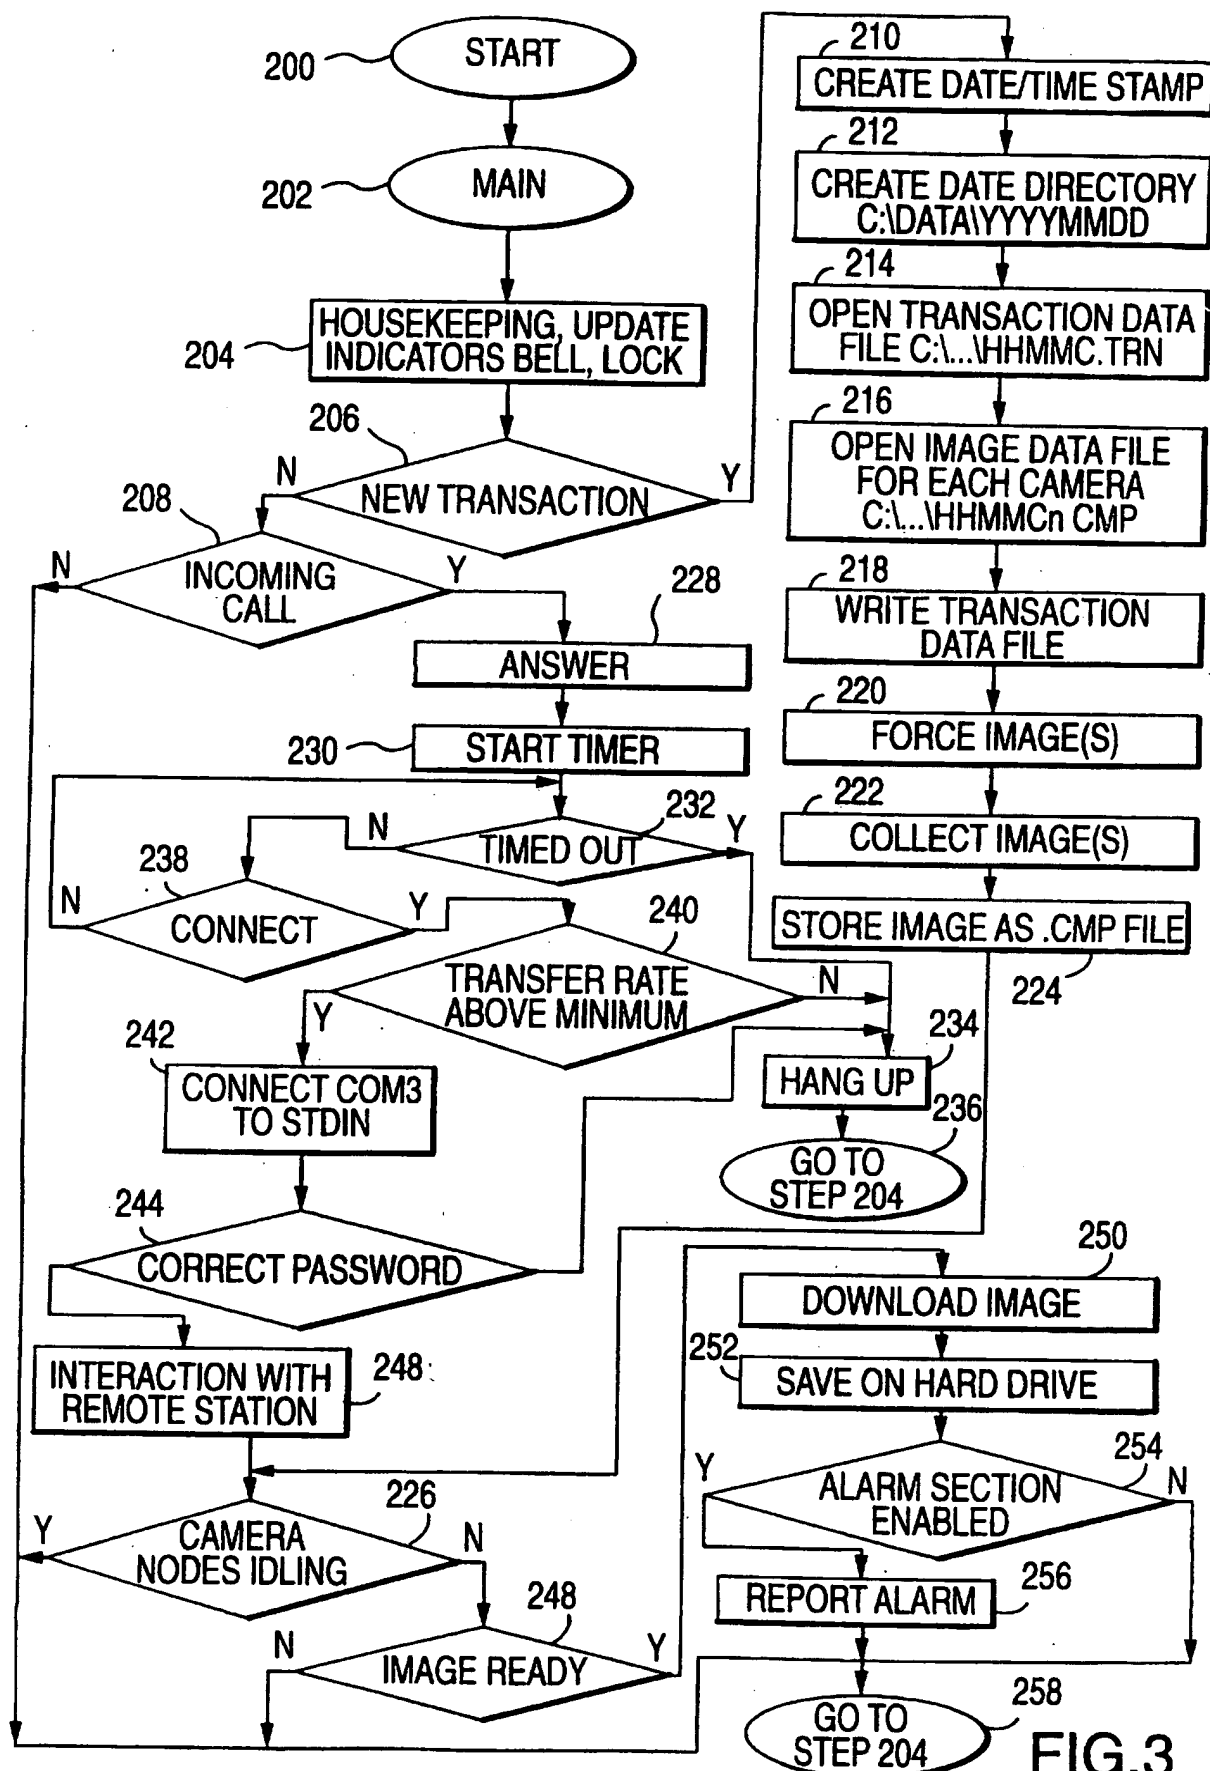 200
START
202
MAIN
204
HOUSEKEEPING, UPDATE
INDICATORS BELL, LOCK
206
NEW TRANSACTION
N
Y
208
INCOMING
CALL
N
Y
210
CREATE DATE/TIME STAMP
212
CREATE DATE DIRECTORY
C:\DATA\YYYYMMDD
214
OPEN TRANSACTION DATA
FILE C:\...\HHMMC.TRN
216
OPEN IMAGE DATA FILE
FOR EACH CAMERA
C:\...\HHMMCn CMP
218
WRITE TRANSACTION
DATA FILE
220
FORCE IMAGE(S)
222
COLLECT IMAGE(S)
STORE IMAGE AS .CMP FILE
224
228
ANSWER
230
START TIMER
232
TIMED OUT
N
Y
238
CONNECT
N
Y
240
TRANSFER RATE
ABOVE MINIMUM
Y
N
234
HANG UP
236
GO TO
STEP 204
242
CONNECT COM3
TO STDIN
244
CORRECT PASSWORD
INTERACTION WITH
REMOTE STATION
248
226
CAMERA
NODES IDLING
Y
N
248
IMAGE READY
N
Y
250
DOWNLOAD IMAGE
252
SAVE ON HARD DRIVE
254
ALARM SECTION
ENABLED
Y
N
REPORT ALARM
256
GO TO
STEP 204
258
FIG.3